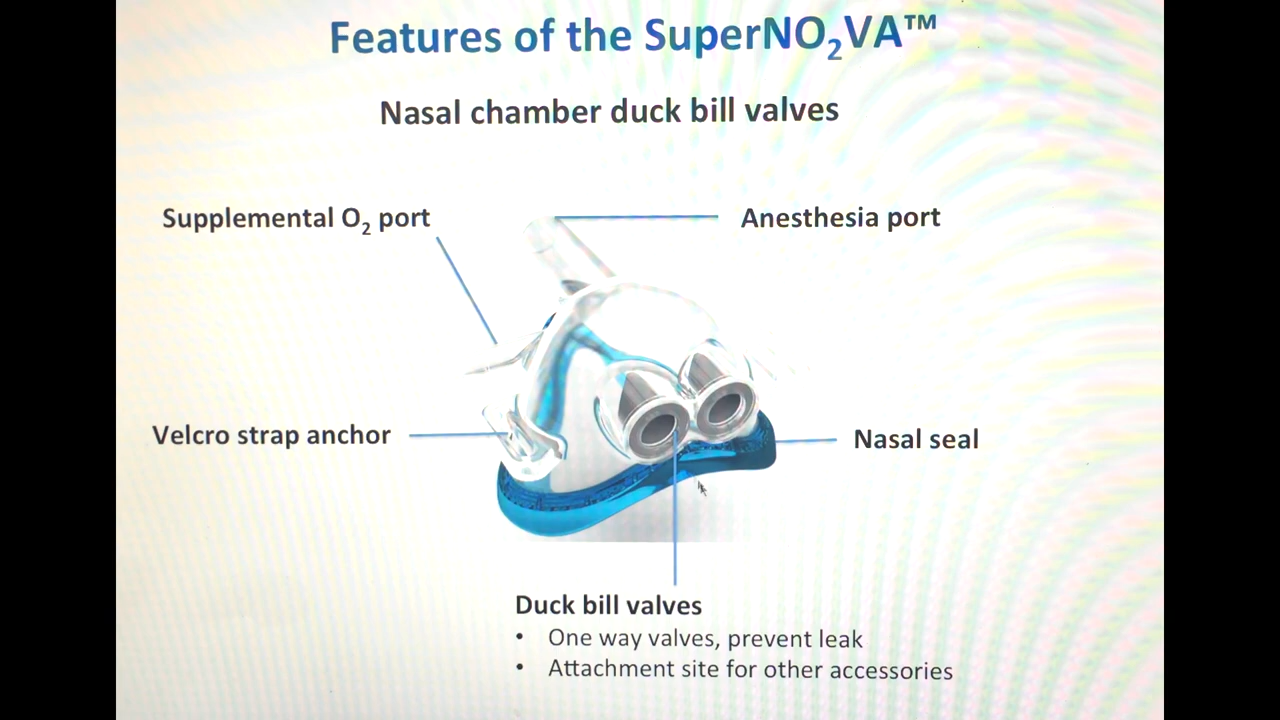 Features of the SuperNO₂VA™
Nasal chamber duck bill valves
Supplemental O₂ port
Anesthesia port
Velcro strap anchor
Nasal seal
Duck bill valves
• One way valves, prevent leak
• Attachment site for other accessories